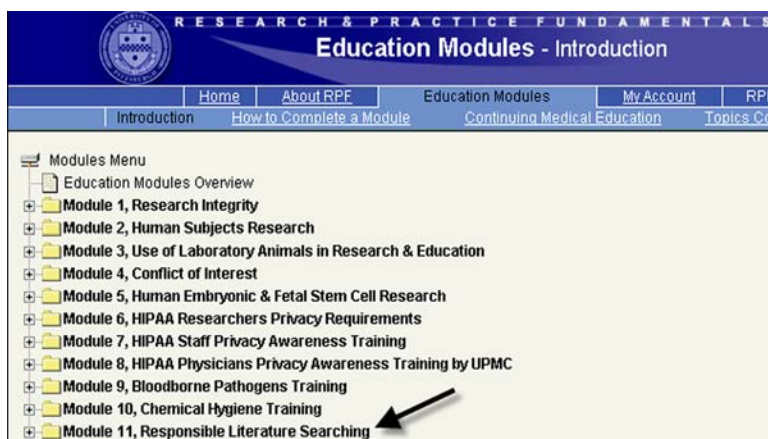 RESEARCH & PRACTICE FUNDAMENTALS
Education Modules - Introduction
Home About RPF Education Modules My Account
Introduction How to Complete a Module Continuing Medical Education Topics
Modules Menu
Education Modules Overview
Module 1, Research Integrity
Module 2, Human Subjects Research
Module 3, Use of Laboratory Animals in Research & Education
Module 4, Conflict of Interest
Module 5, Human Embryonic & Fetal Stem Cell Research
Module 6, HIPAA Researchers Privacy Requirements
Module 7, HIPAA Staff Privacy Awareness Training
Module 8, HIPAA Physicians Privacy Awareness Training by UPMC
Module 9, Bloodborne Pathogens Training
Module 10, Chemical Hygiene Training
Module 11, Responsible Literature Searching